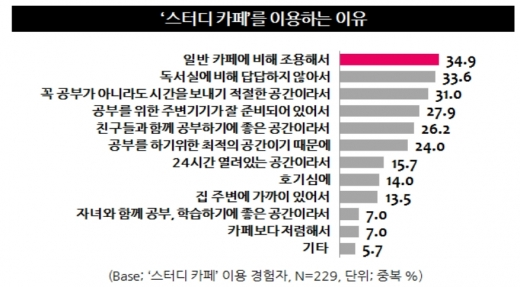 '스터디 카페'를 이용하는 이유
일반 카페에 비해 조용해서 34.9
독서실에 비해 답답하지 않아서 33.6
꼭 공부가 아니라도 시간을 보내기 적절한 공간이라서 31.0
공부를 위한 주변기기가 잘 준비되어 있어서 27.9
친구들과 함께 공부하기에 좋은 공간이라서 26.2
공부를 하기위한 최적의 공간이기 때문에 24.0
24시간 열려있는 공간이라서 15.7
호기심에 14.0
집 주변에 가까이 있어서 13.5
자녀와 함께 공부, 학습하기에 좋은 공간이라서 7.0
카페보다 저렴해서 7.0
기타 5.7
(Base; '스터디 카페' 이용 경험자, N=229, 단위; 중복 %)